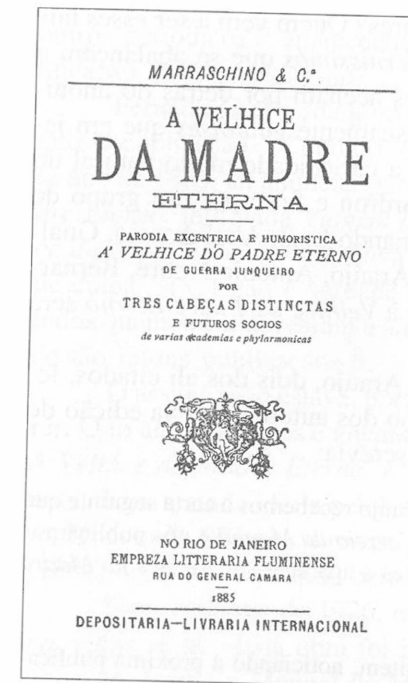 MARRASCHINO & C.ª
A VELHICE
DA MADRE
ETERNA
PARODIA EXCENTRICA E HUMORISTICA
A' VELHICE DO PADRE ETERNO
DE GUERRA JUNQUEIRO
POR
TRES CABEÇAS DISTINCTAS
E FUTUROS SOCIOS
de varias academias e phylarmonicas
NO RIO DE JANEIRO
EMPREZA LITTERARIA FLUMINENSE
RUA DO GENERAL CAMARA
1885
DEPOSITARIA—LIVRARIA INTERNACIONAL